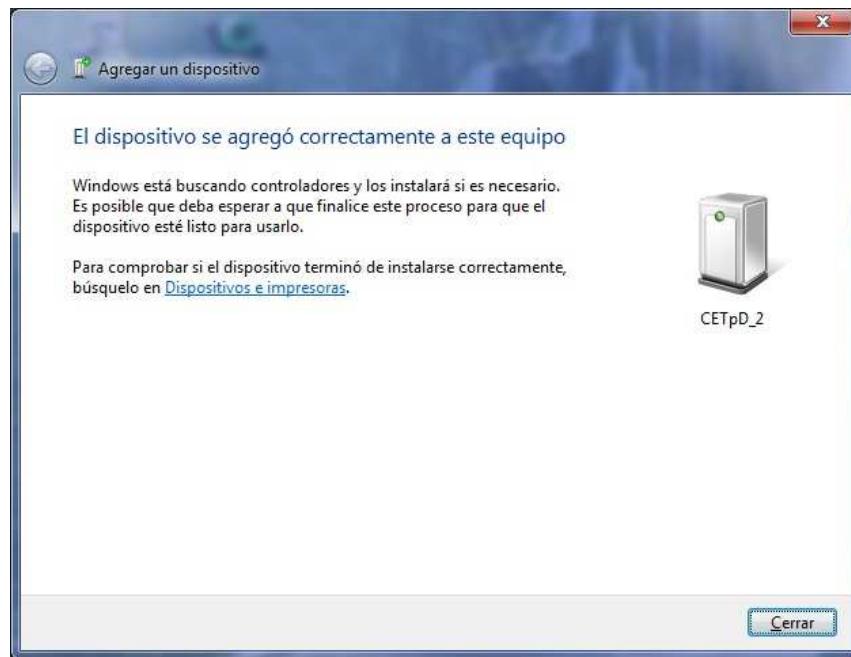 Agregar un dispositivo
El dispositivo se agregó correctamente a este equipo
Windows está buscando controladores y los instalará si es necesario.
Es posible que deba esperar a que finalice este proceso para que el
dispositivo esté listo para usarlo.
Para comprobar si el dispositivo terminó de instalarse correctamente,
búsquelo en Dispositivos e impresoras.
CETpD_2
Cerrar